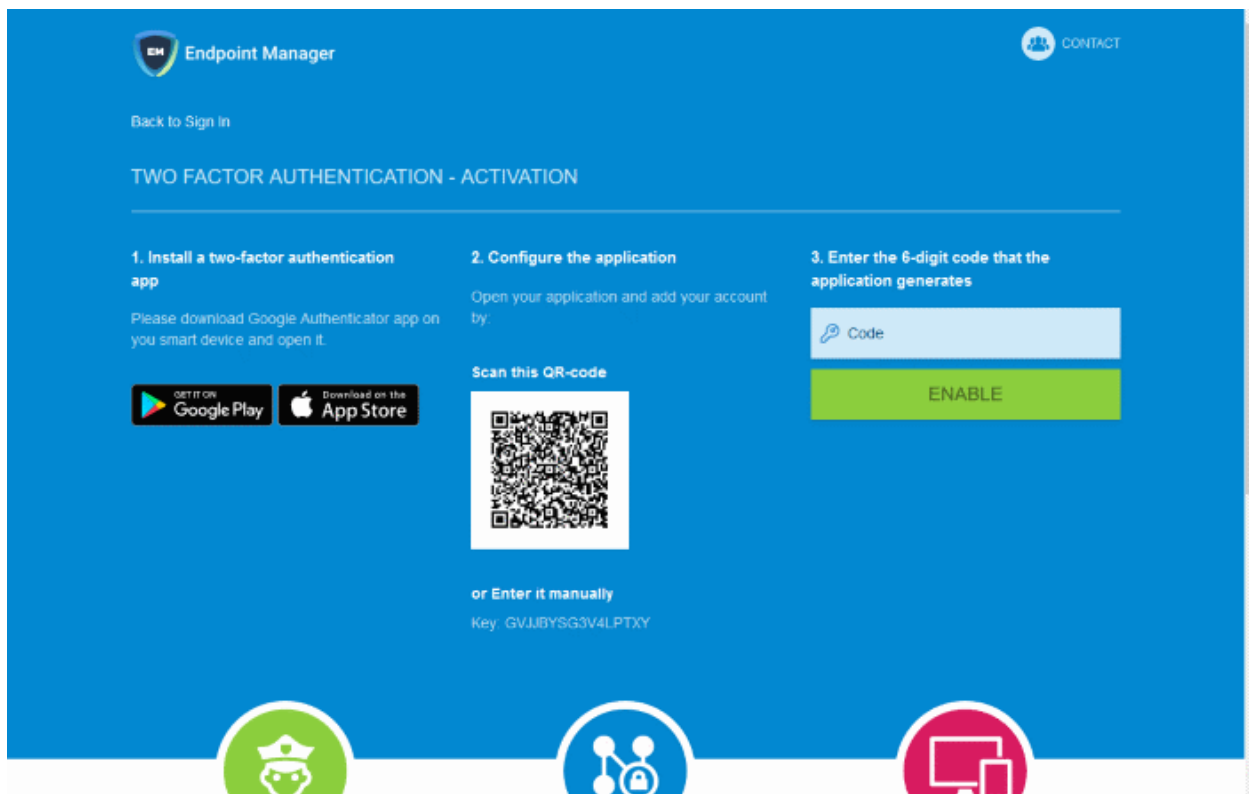 EM Endpoint Manager
CONTACT
Back to Sign In
TWO FACTOR AUTHENTICATION - ACTIVATION
1. Install a two-factor authentication
app
Please download Google Authenticator app on
you smart device and open it.
GET IT ON
Google Play
Download on the
App Store
2. Configure the application
Open your application and add your account
by:
Scan this QR-code
or Enter it manually
Key: GVJJBYSG3V4LPTXY
3. Enter the 6-digit code that the
application generates
Code
ENABLE